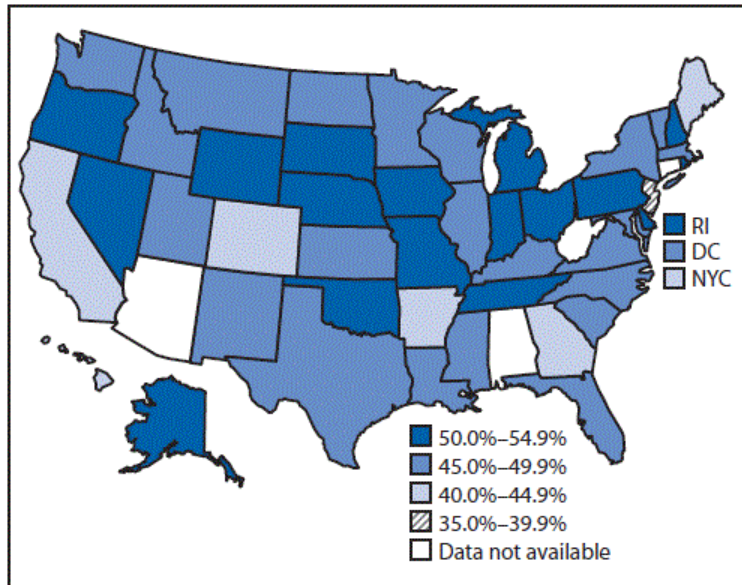 RI
DC
NYC
50.0%–54.9%
45.0%–49.9%
40.0%–44.9%
35.0%–39.9%
Data not available